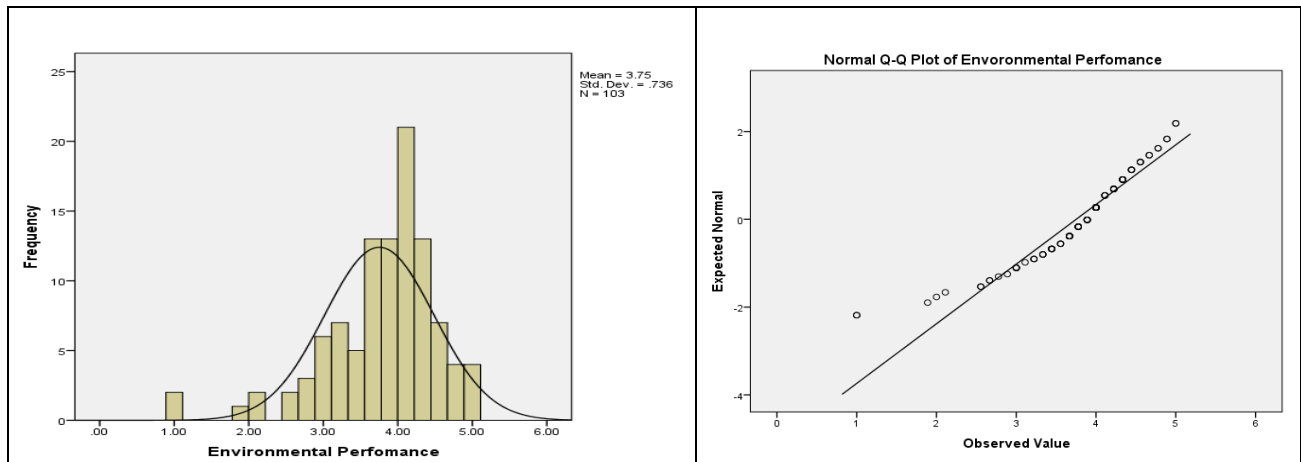 Mean = 3.75
Std. Dev. = .736
N = 103
25
20
15
10
5
0
Frequency
.00 1.00 2.00 3.00 4.00 5.00 6.00
Environmental Perfomance
Normal Q-Q Plot of Envoronmental Perfomance
2
0
-2
-4
Expected Normal
0 1 2 3 4 5 6
Observed Value